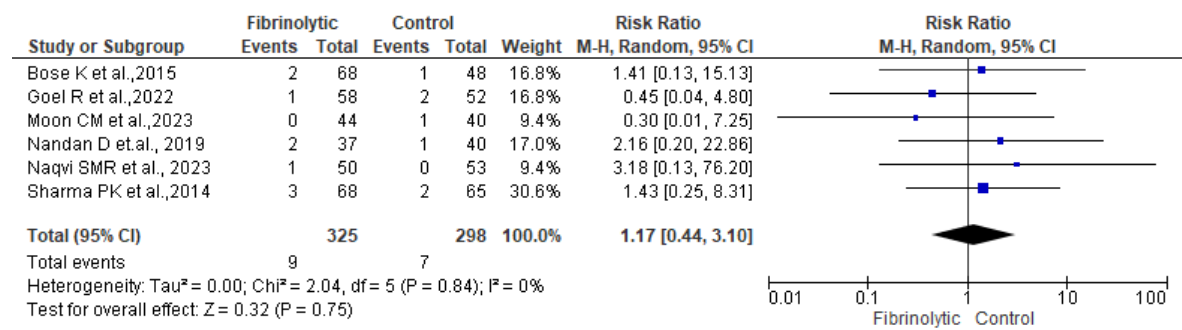 Fibrinolytic Control Risk Ratio Risk Ratio
Study or Subgroup Events Total Events Total Weight M-H, Random, 95% CI M-H, Random, 95% CI
Bose K et al.,2015 2 68 1 48 16.8% 1.41 [0.13, 15.13]
Goel R et al.,2022 1 58 2 52 16.8% 0.45 [0.04, 4.80]
Moon CM et al.,2023 0 44 1 40 9.4% 0.30 [0.01, 7.25]
Nandan D et.al., 2019 2 37 1 40 17.0% 2.16 [0.20, 22.86]
Naqvi SMR et al., 2023 1 50 0 53 9.4% 3.18 [0.13, 76.20]
Sharma PK et al.,2014 3 68 2 65 30.6% 1.43 [0.25, 8.31]
Total (95% CI) 325 298 100.0% 1.17 [0.44, 3.10]
Total events 9 7
Heterogeneity: Tau² = 0.00; Chi² = 2.04, df = 5 (P = 0.84); I² = 0%
Test for overall effect: Z = 0.32 (P = 0.75)
0.01 0.1 1 10 100
Fibrinolytic Control